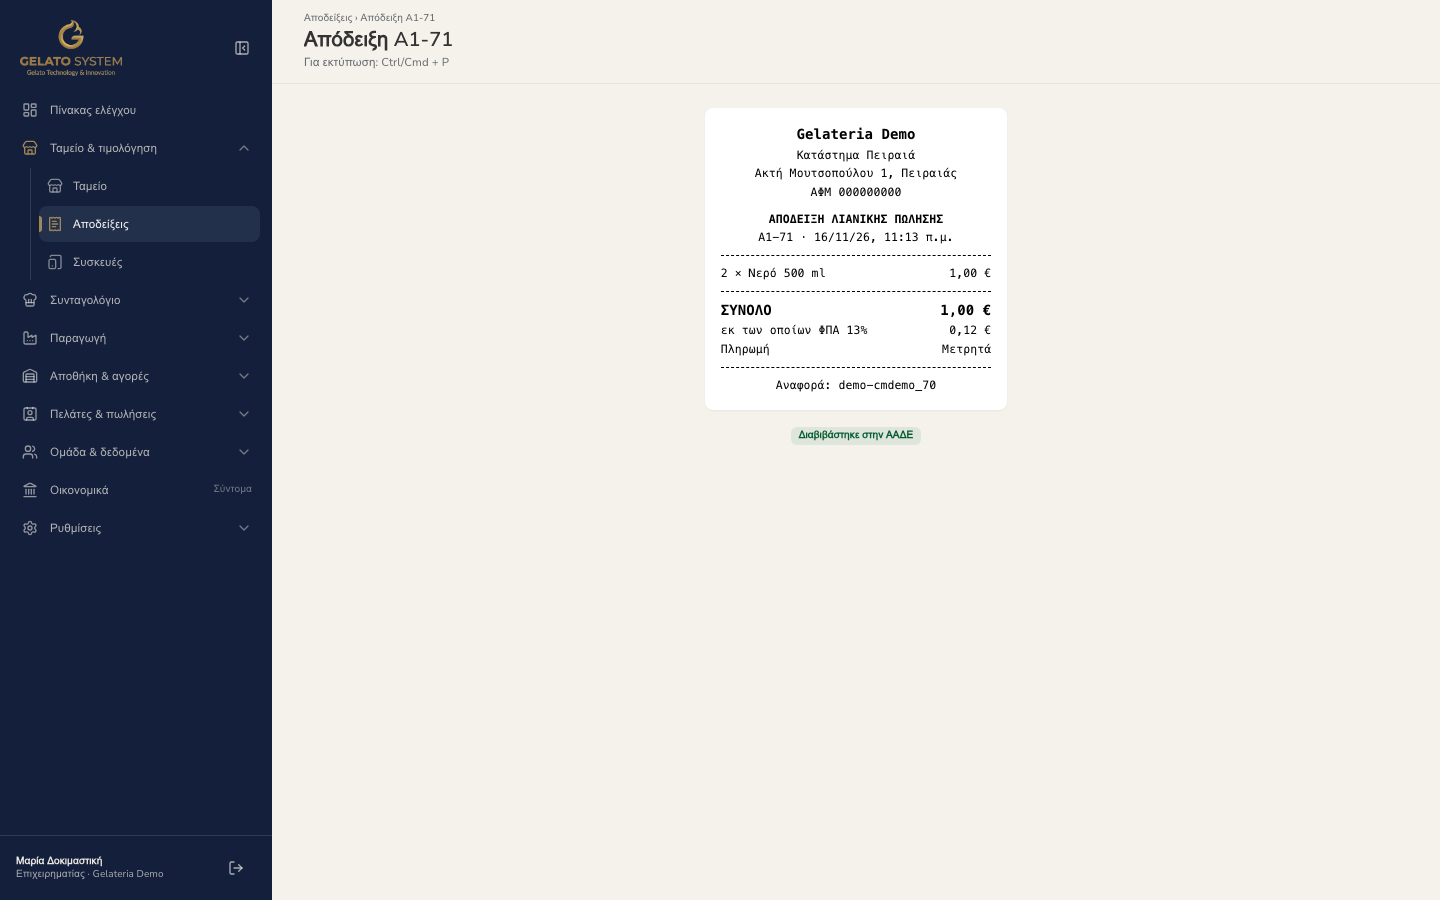 GELATO SYSTEM
Gelato Technology & Innovation
Πίνακας ελέγχου
Ταμείο & τιμολόγηση
Ταμείο
Αποδείξεις
Συσκευές
Συνταγολόγιο
Παραγωγή
Αποθήκη & αγορές
Πελάτες & πωλήσεις
Ομάδα & δεδομένα
Οικονομικά Σύντομα
Ρυθμίσεις
Μαρία Δοκιμαστική
Επιχειρηματίας · Gelateria Demo
Αποδείξεις › Απόδειξη A1-71
Απόδειξη A1-71
Για εκτύπωση: Ctrl/Cmd + P
Gelateria Demo
Κατάστημα Πειραιά
Ακτή Μουτσοπούλου 1, Πειραιάς
ΑΦΜ 000000000
ΑΠΟΔΕΙΞΗ ΛΙΑΝΙΚΗΣ ΠΩΛΗΣΗΣ
A1-71 · 16/11/26, 11:13 π.μ.
2 × Νερό 500 ml 1,00 €
ΣΥΝΟΛΟ 1,00 €
εκ των οποίων ΦΠΑ 13% 0,12 €
Πληρωμή Μετρητά
Αναφορά: demo-cmdemo_70
Διαβιβάστηκε στην ΑΑΔΕ